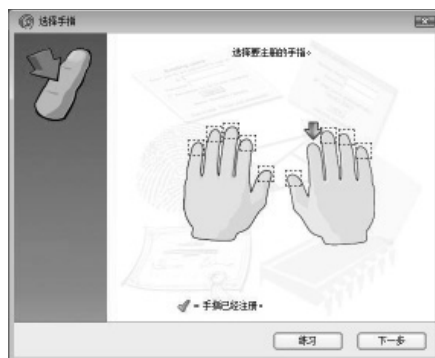 选择手指
选择要注册的手指。
= 手指已经注册。
练习
下一步